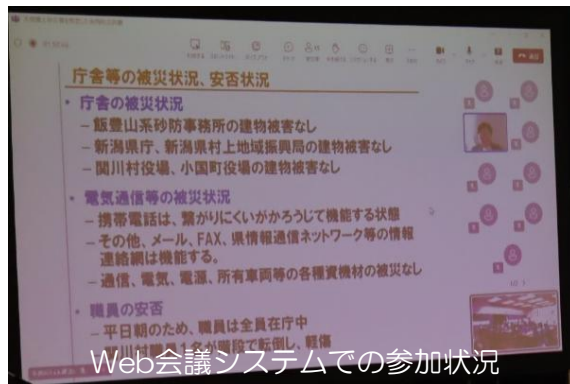 庁舎等の被災状況、安否状況
・庁舎の被災状況
－飯豊山系砂防事務所の建物被害なし
－新潟県庁、新潟県村上地域振興局の建物被害なし
－関川村役場、小国町役場の建物被害なし
・電気通信等の被災状況
－携帯電話は、繋がりにくいがかろうじて機能する状態
－その他、メール、FAX、県情報通信ネットワーク等の情報
連絡網は機能する。
－通信、電気、電源、所有車両等の各種資機材の被災なし
・職員の安否
－平日朝のため、職員は全員在庁中
階段で転倒し、軽傷
Web会議システムでの参加状況